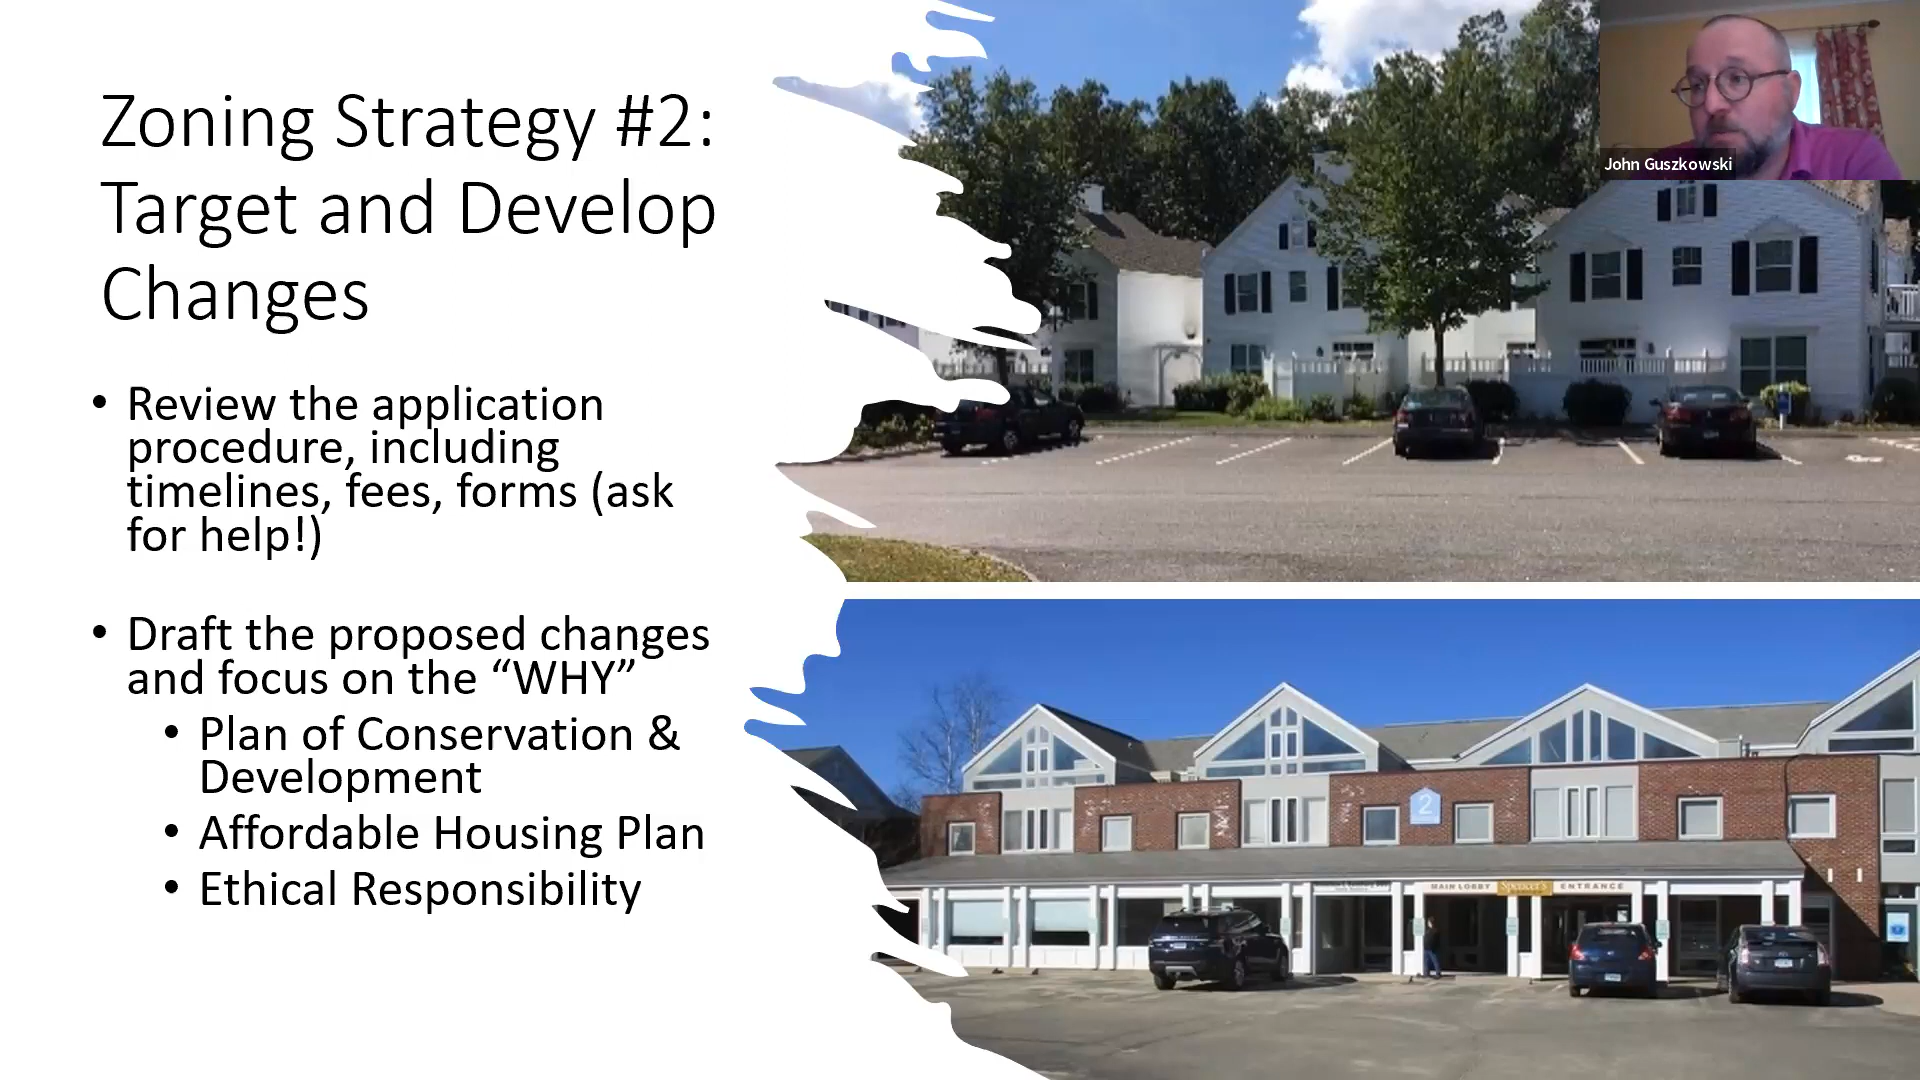 Zoning Strategy #2:
Target and Develop
Changes
• Review the application
procedure, including
timelines, fees, forms (ask
for help!)
• Draft the proposed changes
and focus on the “WHY”
• Plan of Conservation &
Development
• Affordable Housing Plan
• Ethical Responsibility
John Guszkowski
2
MAIN LOBBY Spencer's ENTRANCE